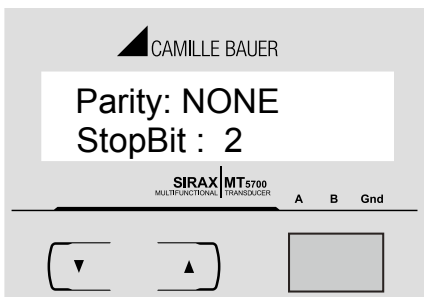 CAMILLE BAUER
Parity: NONE
StopBit : 2
SIRAX MT5700
MULTIFUNCTIONAL TRANSDUCER
A B Gnd